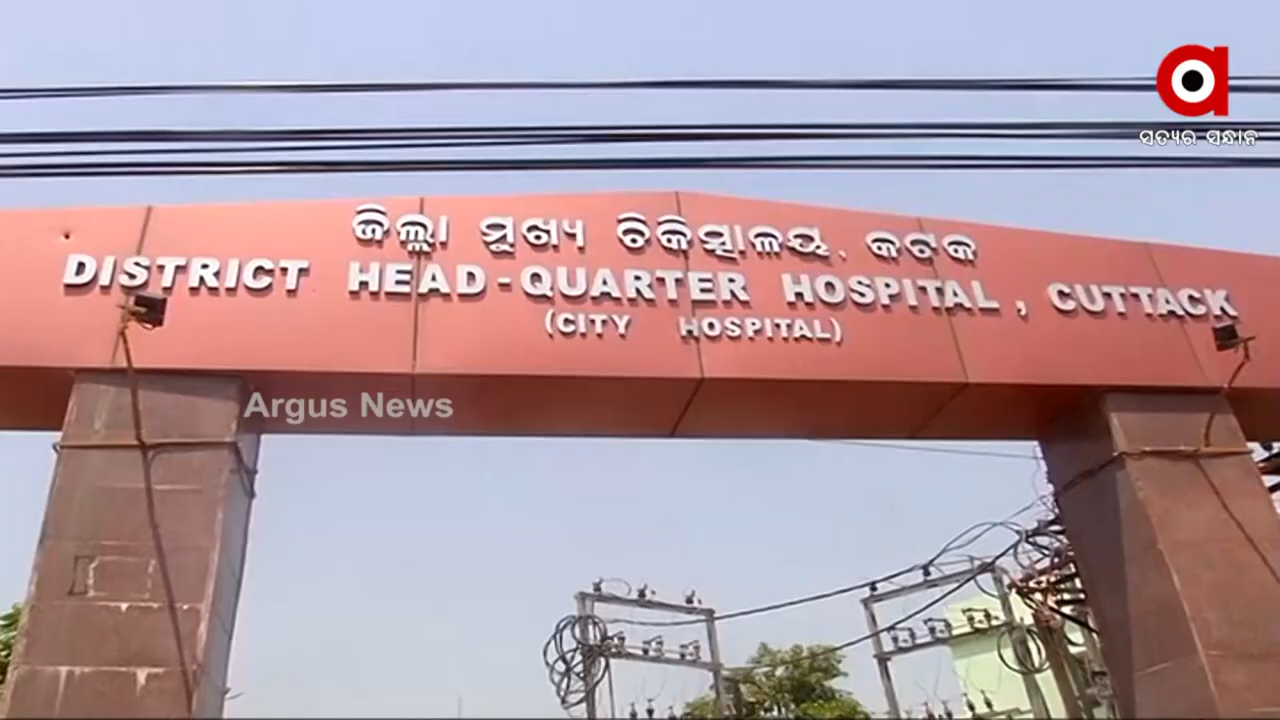 ସତ୍ୟର ସନ୍ଧାନ
ଜିଲ୍ଲା ମୁଖ୍ୟ ଚିକିତ୍ସାଳୟ, କଟକ
DISTRICT HEAD-QUARTER HOSPITAL, CUTTACK
(CITY HOSPITAL)
Argus News